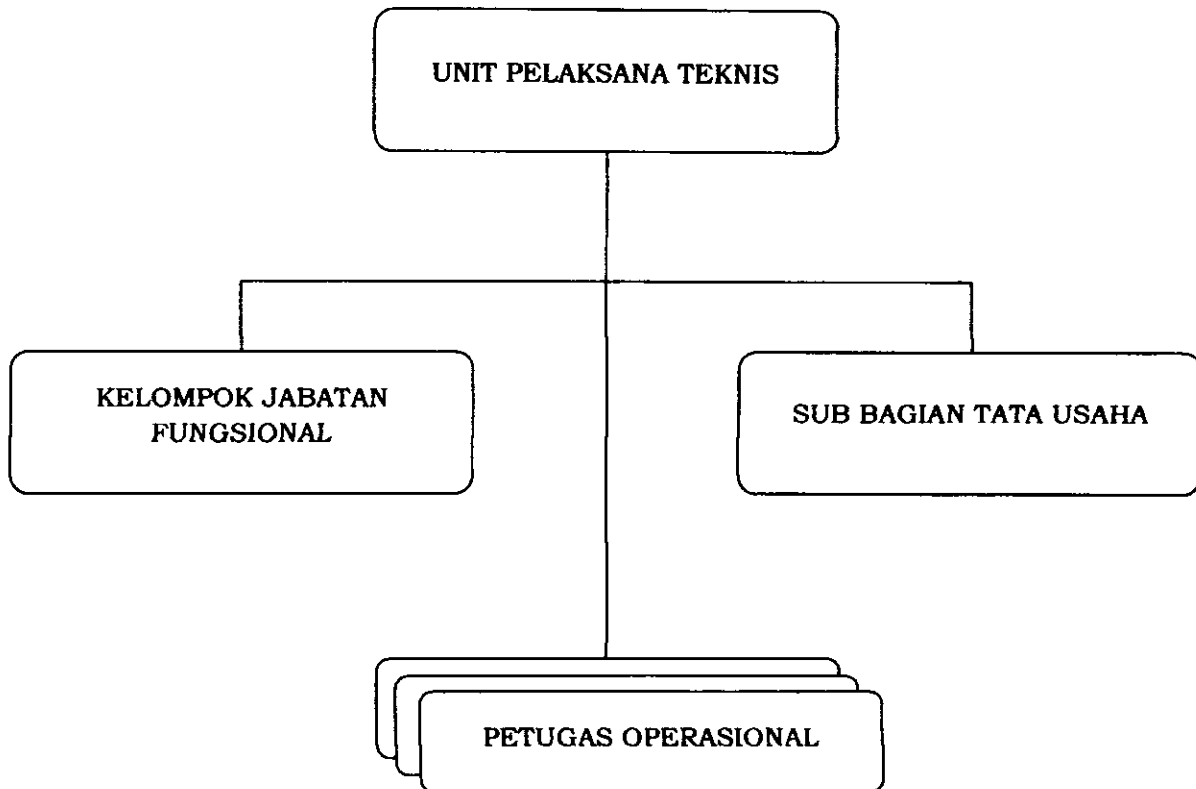 UNIT PELAKSANA TEKNIS
KELOMPOK JABATAN
FUNGSIONAL
SUB BAGIAN TATA USAHA
PETUGAS OPERASIONAL